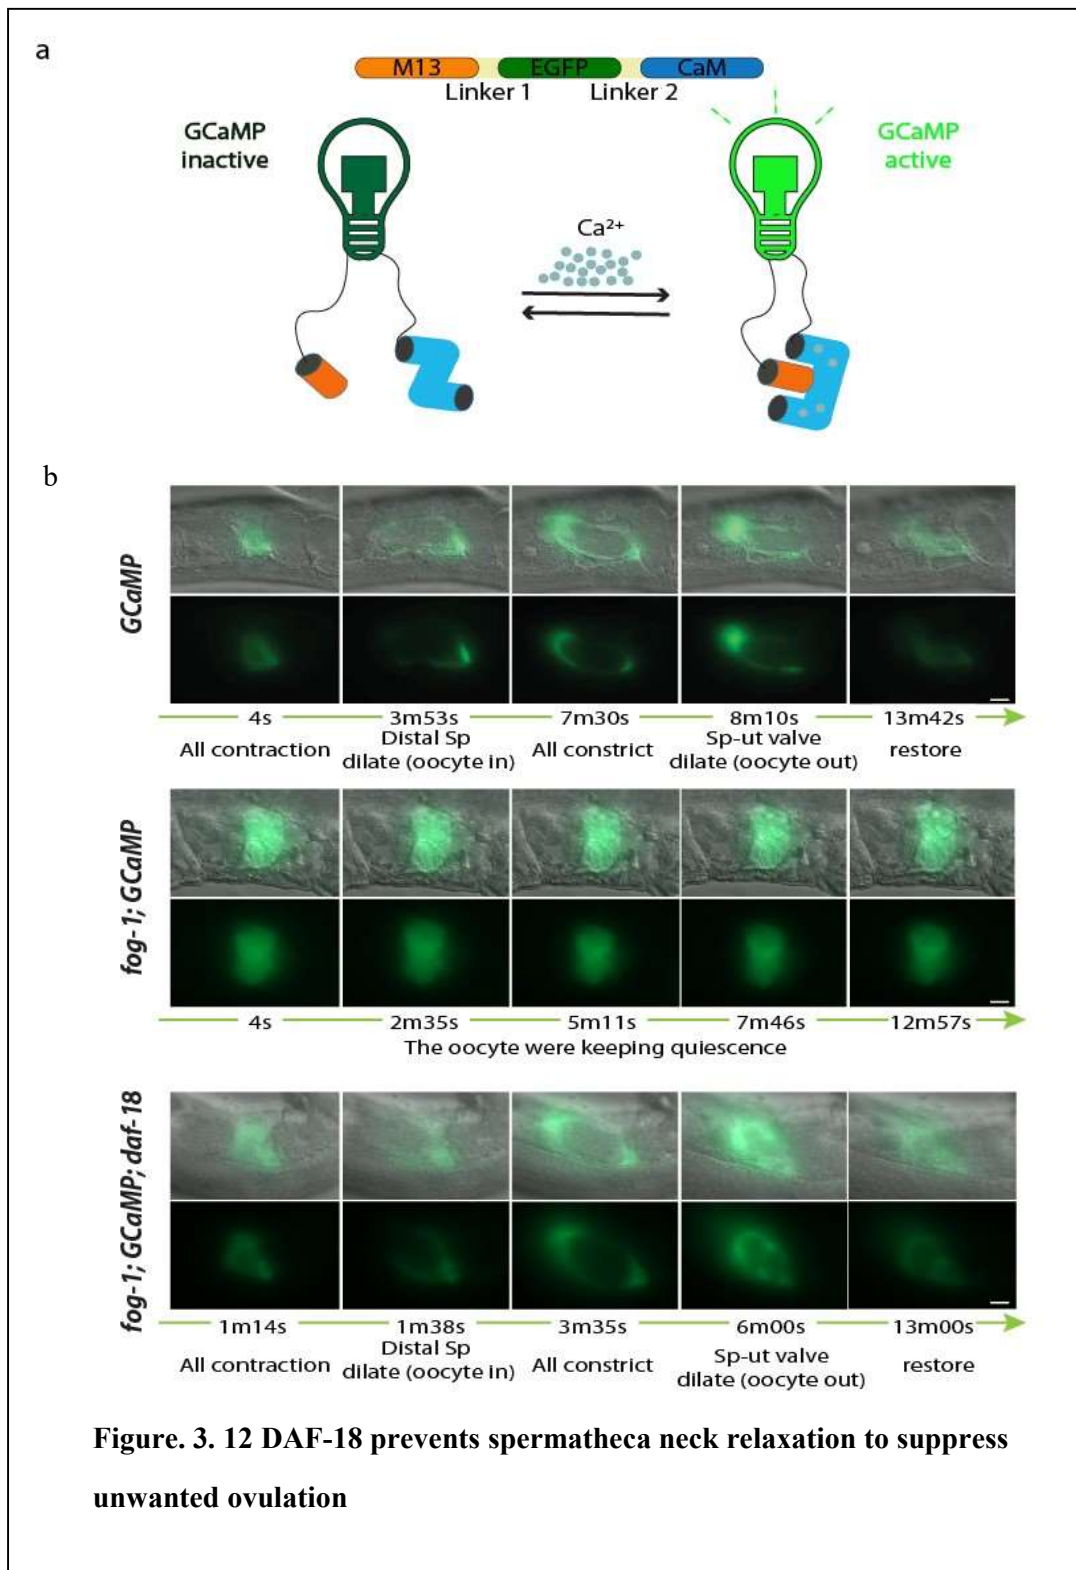 a
M13 EGFP CaM
Linker 1 Linker 2
GCaMP
inactive
GCaMP
active
Ca²⁺
b
GCaMP
4s 3m53s 7m30s 8m10s 13m42s
All contraction Distal Sp
dilate (oocyte in) All constrict Sp-ut valve
dilate (oocyte out) restore
fog-1; GCaMP
4s 2m35s 5m11s 7m46s 12m57s
The oocyte were keeping quiescence
fog-1; GCaMP; daf-18
1m14s 1m38s 3m35s 6m00s 13m00s
All contraction Distal Sp
dilate (oocyte in) All constrict Sp-ut valve
dilate (oocyte out) restore
Figure. 3. 12 DAF-18 prevents spermatheca neck relaxation to suppress
unwanted ovulation